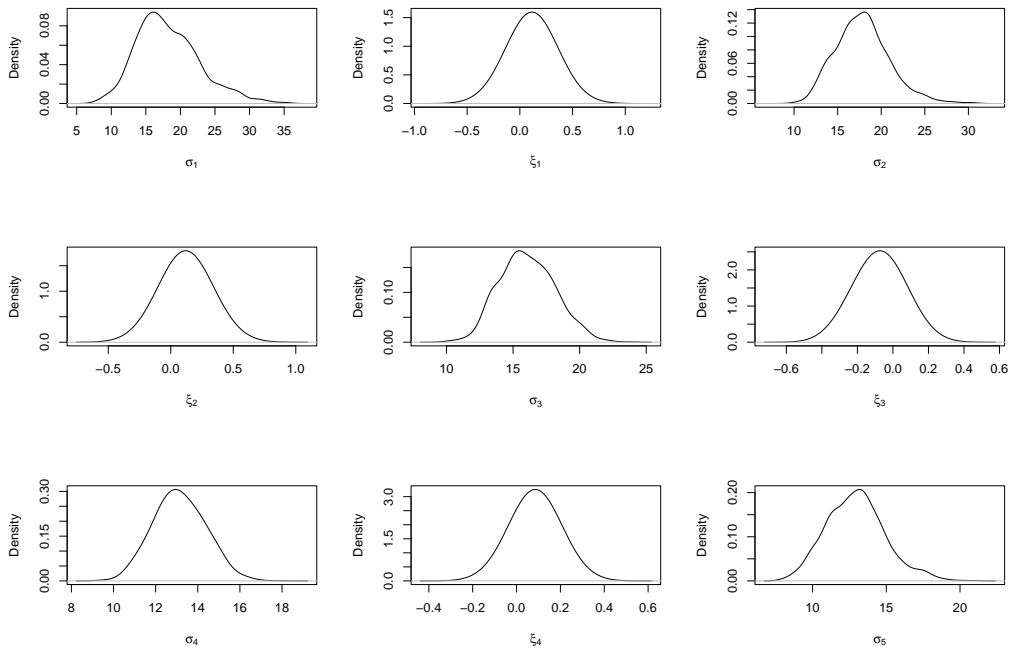 Density
0.00 0.04 0.08
5 10 15 20 25 30 35
σ1
Density
0.0 0.5 1.0 1.5
−1.0 −0.5 0.0 0.5 1.0
ξ1
Density
0.00 0.06 0.12
10 15 20 25 30
σ2
Density
0.0 1.0
−0.5 0.0 0.5 1.0
ξ2
Density
0.00 0.10
10 15 20 25
σ3
Density
0.0 1.0 2.0
−0.6 −0.2 0.0 0.2 0.4 0.6
ξ3
Density
0.00 0.15 0.30
8 10 12 14 16 18
σ4
Density
0.0 1.5 3.0
−0.4 −0.2 0.0 0.2 0.4 0.6
ξ4
Density
0.00 0.10 0.20
10 15 20
σ5